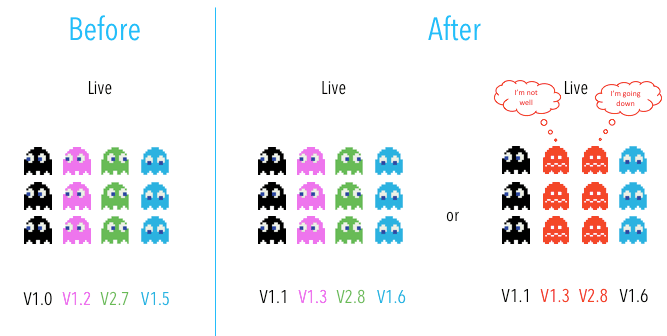 Before
After
Live
Live
Live
I'm not
well
I'm going
down
or
V1.0 V1.2 V2.7 V1.5
V1.1 V1.3 V2.8 V1.6
V1.1 V1.3 V2.8 V1.6